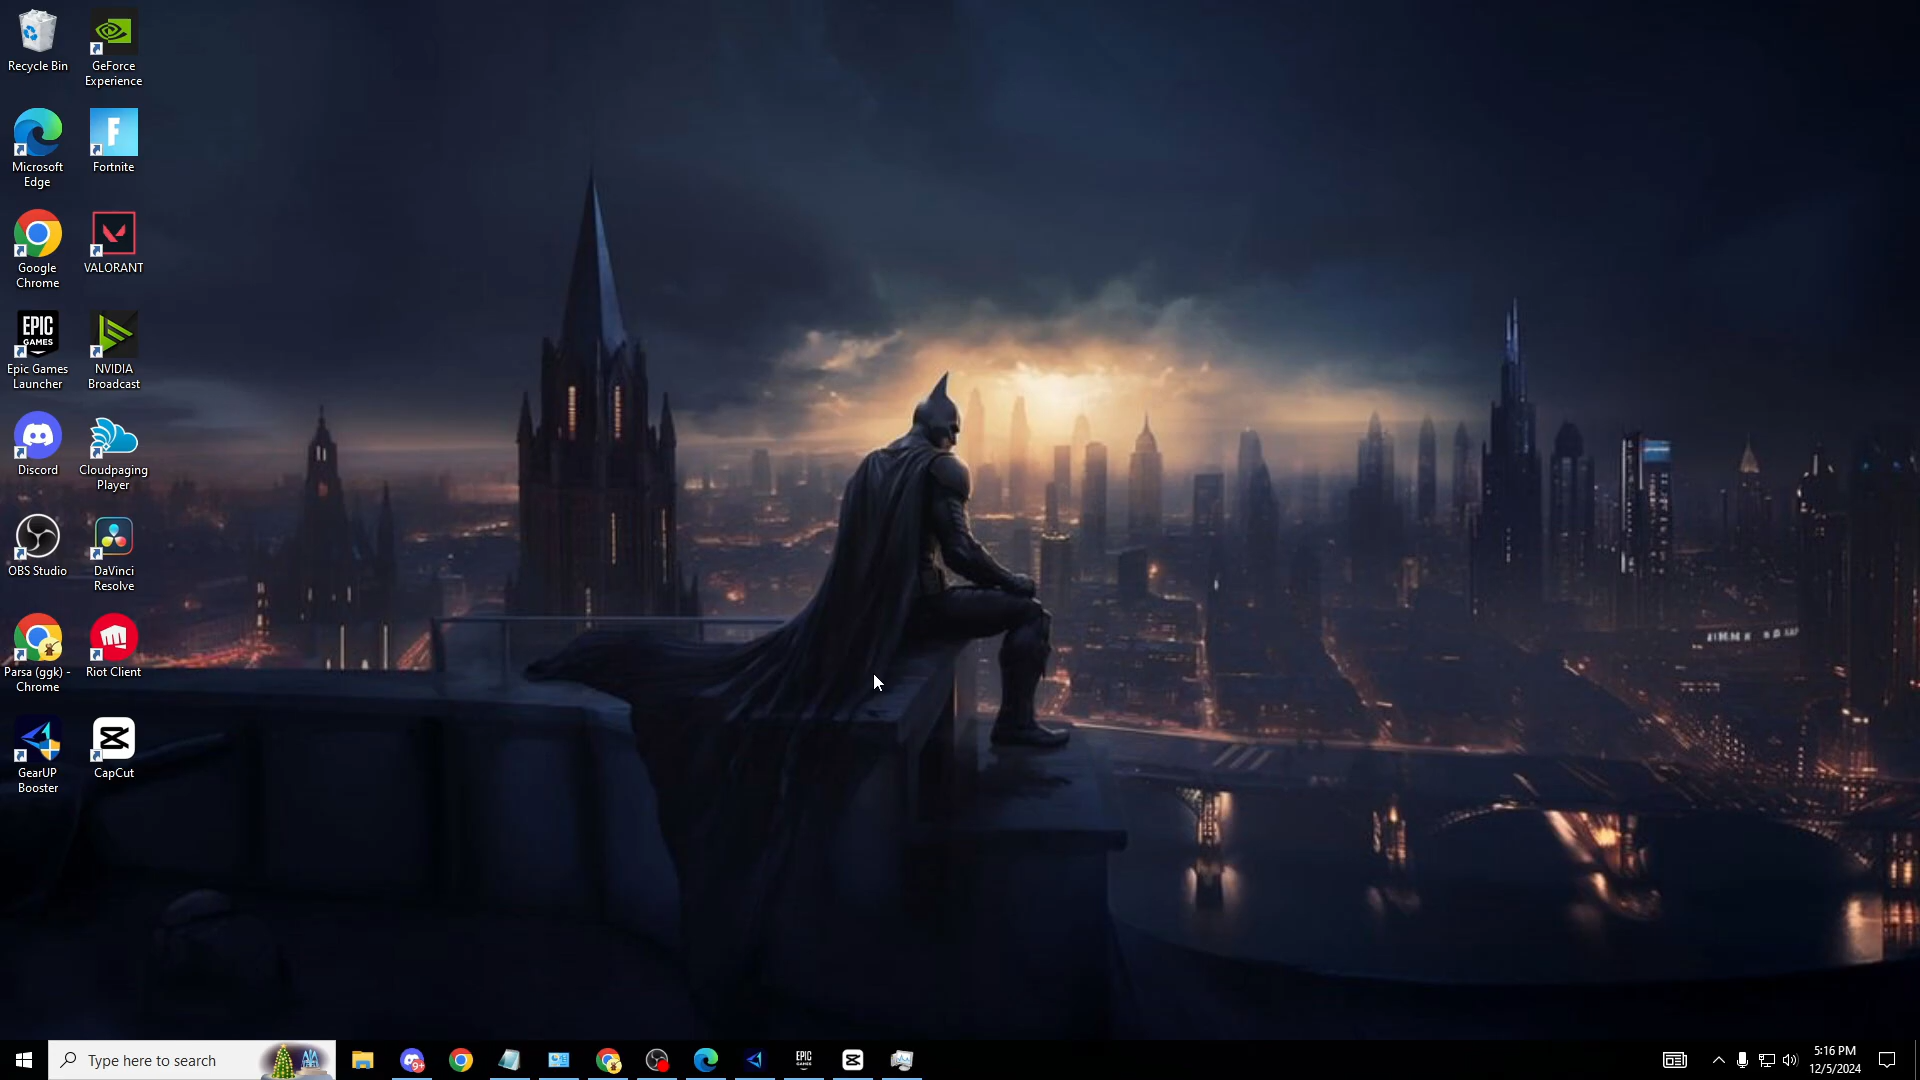 Recycle Bin
GeForce
Experience
Microsoft
Edge
F
Fortnite
Google
Chrome
VALORANT
EPIC
GAMES
Epic Games
Launcher
NVIDIA
Broadcast
Discord
Cloudpaging
Player
OBS Studio
DaVinci
Resolve
Parsa (ggk) -
Chrome
Riot Client
GearUP
Booster
CapCut
Type here to search
9+
EPIC
GAMES
5:16 PM
12/5/2024